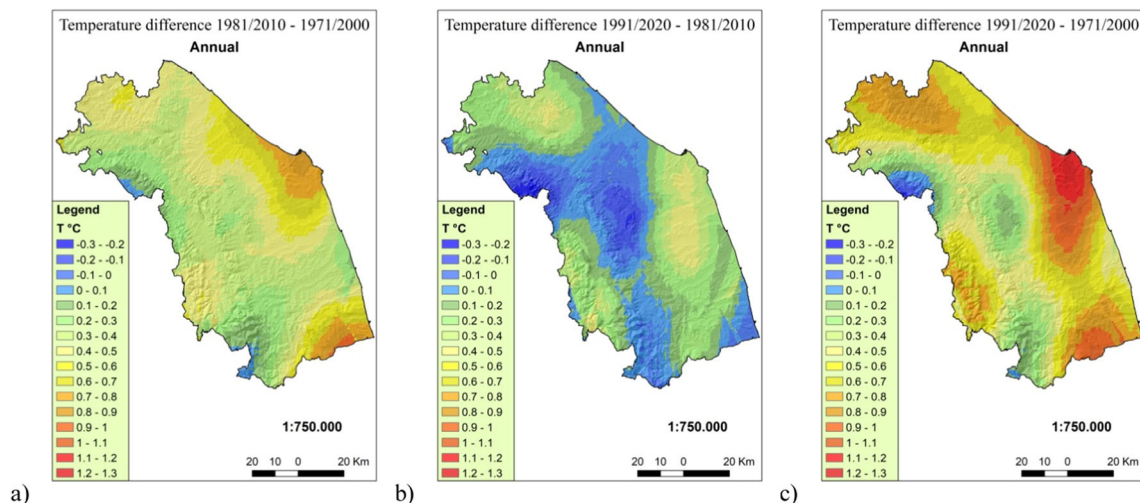 Temperature difference 1981/2010 - 1971/2000
Annual
Legend
T °C
-0.3 - -0.2
-0.2 - -0.1
-0.1 - 0
0 - 0.1
0.1 - 0.2
0.2 - 0.3
0.3 - 0.4
0.4 - 0.5
0.5 - 0.6
0.6 - 0.7
0.7 - 0.8
0.8 - 0.9
0.9 - 1
1 - 1.1
1.1 - 1.2
1.2 - 1.3
1:750.000
20 10 0 20 Km
a)
Temperature difference 1991/2020 - 1981/2010
Annual
Legend
T °C
-0.3 - -0.2
-0.2 - -0.1
-0.1 - 0
0 - 0.1
0.1 - 0.2
0.2 - 0.3
0.3 - 0.4
0.4 - 0.5
0.5 - 0.6
0.6 - 0.7
0.7 - 0.8
0.8 - 0.9
0.9 - 1
1 - 1.1
1.1 - 1.2
1.2 - 1.3
1:750.000
20 10 0 20 Km
b)
Temperature difference 1991/2020 - 1971/2000
Annual
Legend
T °C
-0.3 - -0.2
-0.2 - -0.1
-0.1 - 0
0 - 0.1
0.1 - 0.2
0.2 - 0.3
0.3 - 0.4
0.4 - 0.5
0.5 - 0.6
0.6 - 0.7
0.7 - 0.8
0.8 - 0.9
0.9 - 1
1 - 1.1
1.1 - 1.2
1.2 - 1.3
1:750.000
20 10 0 20 Km
c)